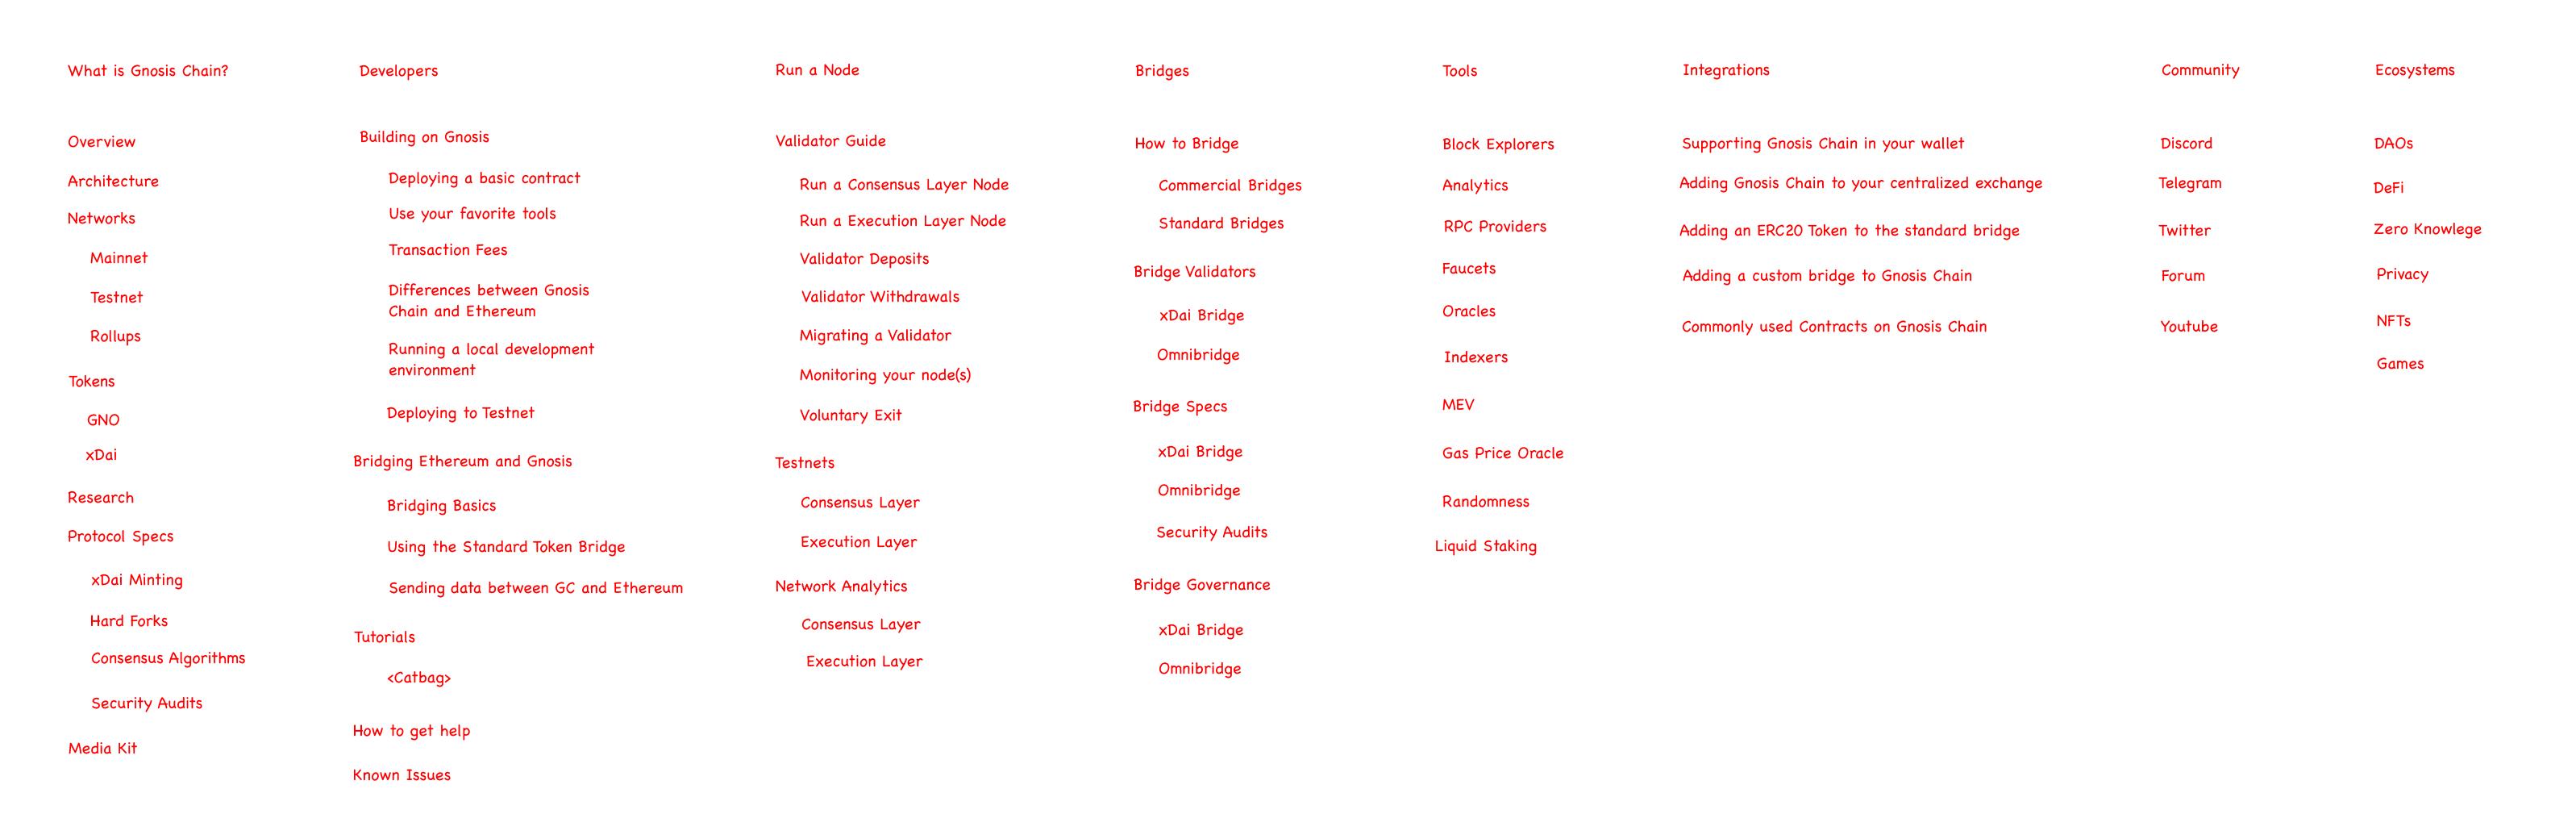 What is Gnosis Chain?
Overview
Architecture
Networks
Mainnet
Testnet
Rollups
Tokens
GNO
xDai
Research
Protocol Specs
xDai Minting
Hard Forks
Consensus Algorithms
Security Audits
Media Kit
Developers
Building on Gnosis
Deploying a basic contract
Use your favorite tools
Transaction Fees
Differences between Gnosis
Chain and Ethereum
Running a local development
environment
Deploying to Testnet
Bridging Ethereum and Gnosis
Bridging Basics
Using the Standard Token Bridge
Sending data between GC and Ethereum
Tutorials
<Catbag>
How to get help
Known Issues
Run a Node
Validator Guide
Run a Consensus Layer Node
Run a Execution Layer Node
Validator Deposits
Validator Withdrawals
Migrating a Validator
Monitoring your node(s)
Voluntary Exit
Testnets
Consensus Layer
Execution Layer
Network Analytics
Consensus Layer
Execution Layer
Bridges
How to Bridge
Commercial Bridges
Standard Bridges
Bridge Validators
xDai Bridge
Omnibridge
Bridge Specs
xDai Bridge
Omnibridge
Security Audits
Bridge Governance
xDai Bridge
Omnibridge
Tools
Block Explorers
Analytics
RPC Providers
Faucets
Oracles
Indexers
MEV
Gas Price Oracle
Randomness
Liquid Staking
Integrations
Supporting Gnosis Chain in your wallet
Adding Gnosis Chain to your centralized exchange
Adding an ERC20 Token to the standard bridge
Adding a custom bridge to Gnosis Chain
Commonly used Contracts on Gnosis Chain
Community
Discord
Telegram
Twitter
Forum
Youtube
Ecosystems
DAOs
DeFi
Zero Knowlege
Privacy
NFTs
Games